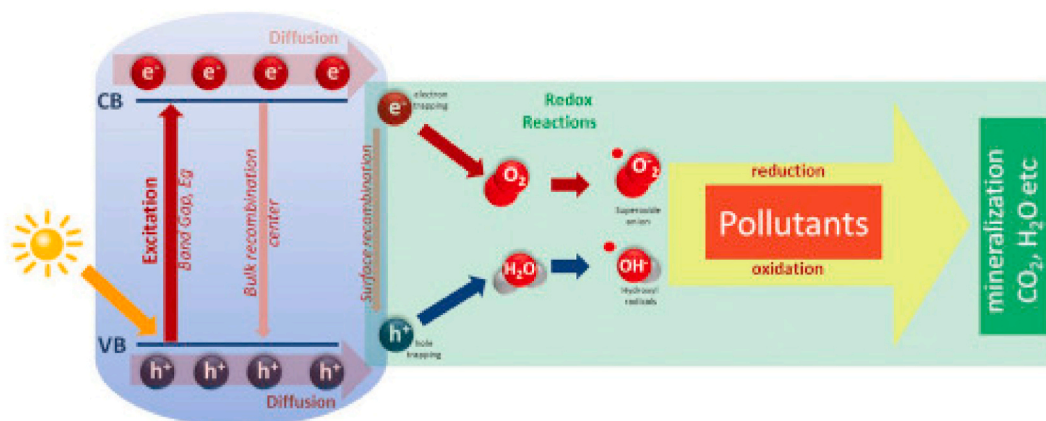 Diffusion
e⁻ e⁻ e⁻ e⁻
CB
Excitation
Band Gap, Eg
Bulk recombination
center
Surface recombination
VB
h⁺ h⁺ h⁺ h⁺
Diffusion
e⁻
electron
trapping
h⁺
hole
trapping
Redox
Reactions
O₂
O⁻₂
Superoxide
anion
H₂O
OH⁻
Hydroxyl
radicals
reduction
Pollutants
oxidation
mineralization
CO₂, H₂O etc